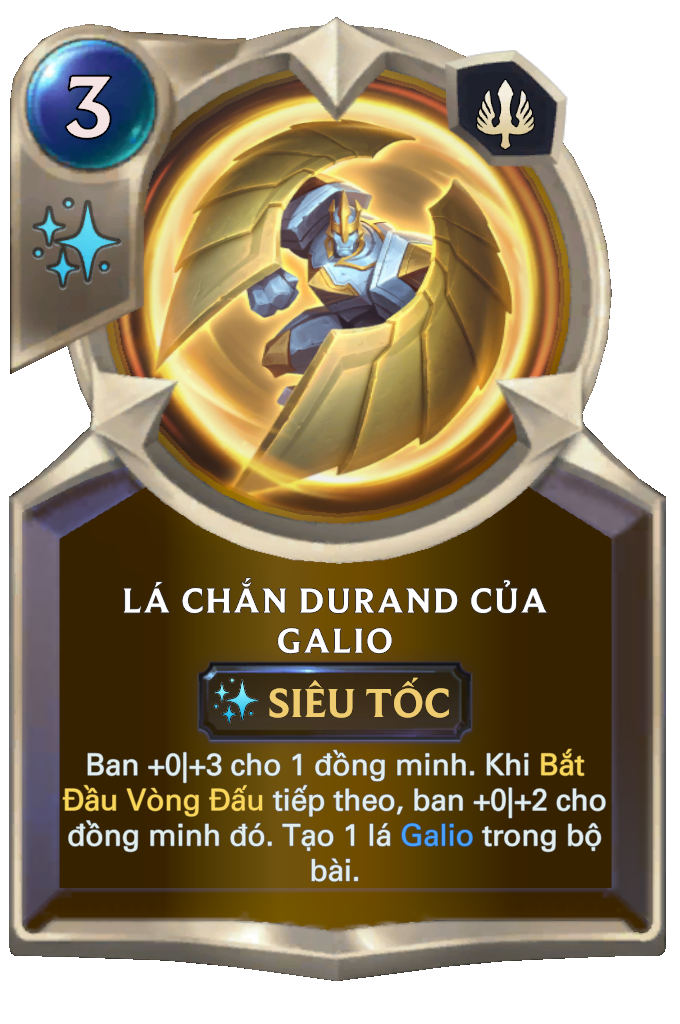 3
LÁ CHẮN DURAND CỦA
GALIO
SIÊU TỐC
Ban +0|+3 cho 1 đồng minh. Khi Bắt
Đầu Vòng Đấu tiếp theo, ban +0|+2 cho
đồng minh đó. Tạo 1 lá Galio trong bộ
bài.